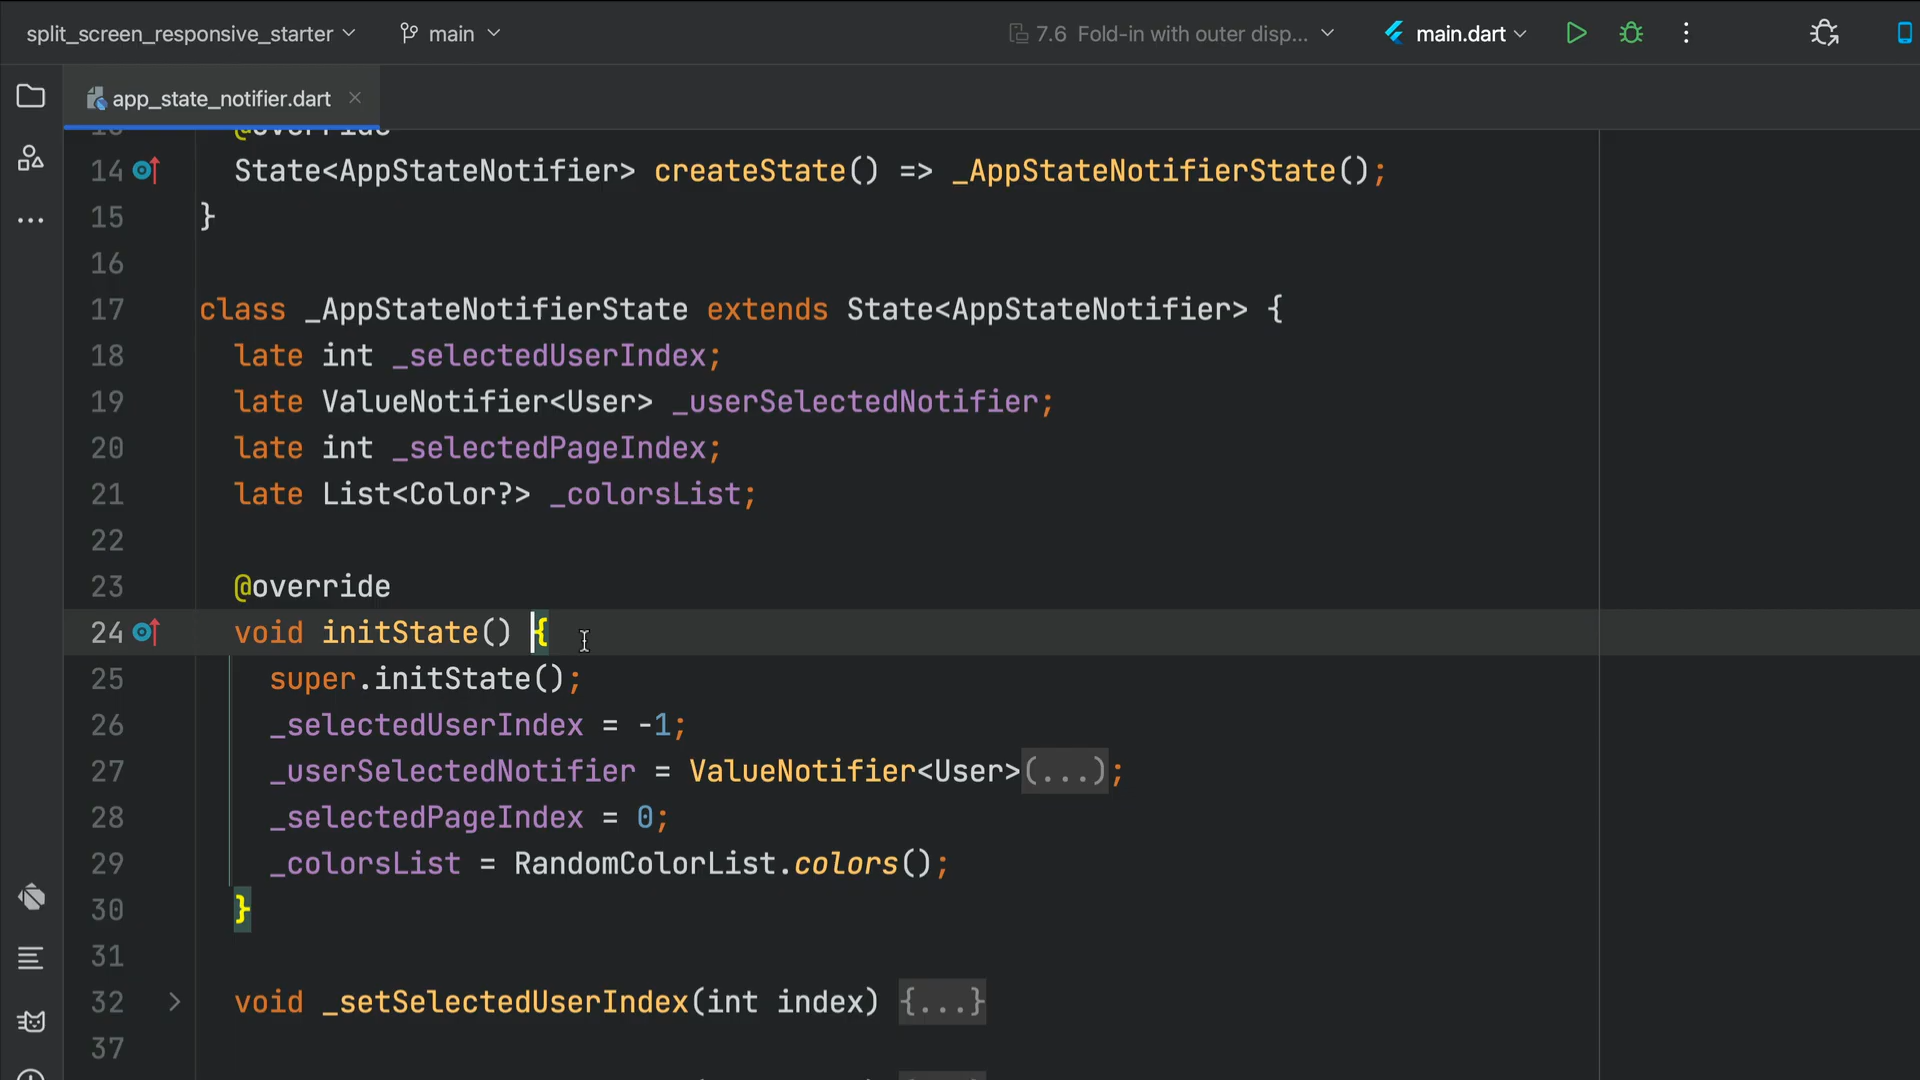 split_screen_responsive_starter main 7.6 Fold-in with outer disp... main.dart
app_state_notifier.dart
@override
14 State<AppStateNotifier> createState() => _AppStateNotifierState();
15 }
16
17 class _AppStateNotifierState extends State<AppStateNotifier> {
18 late int _selectedUserIndex;
19 late ValueNotifier<User> _userSelectedNotifier;
20 late int _selectedPageIndex;
21 late List<Color?> _colorsList;
22
23 @override
24 void initState() {
25 super.initState();
26 _selectedUserIndex = -1;
27 _userSelectedNotifier = ValueNotifier<User>(...);
28 _selectedPageIndex = 0;
29 _colorsList = RandomColorList.colors();
30 }
31
32 void _setSelectedUserIndex(int index) {...}
37